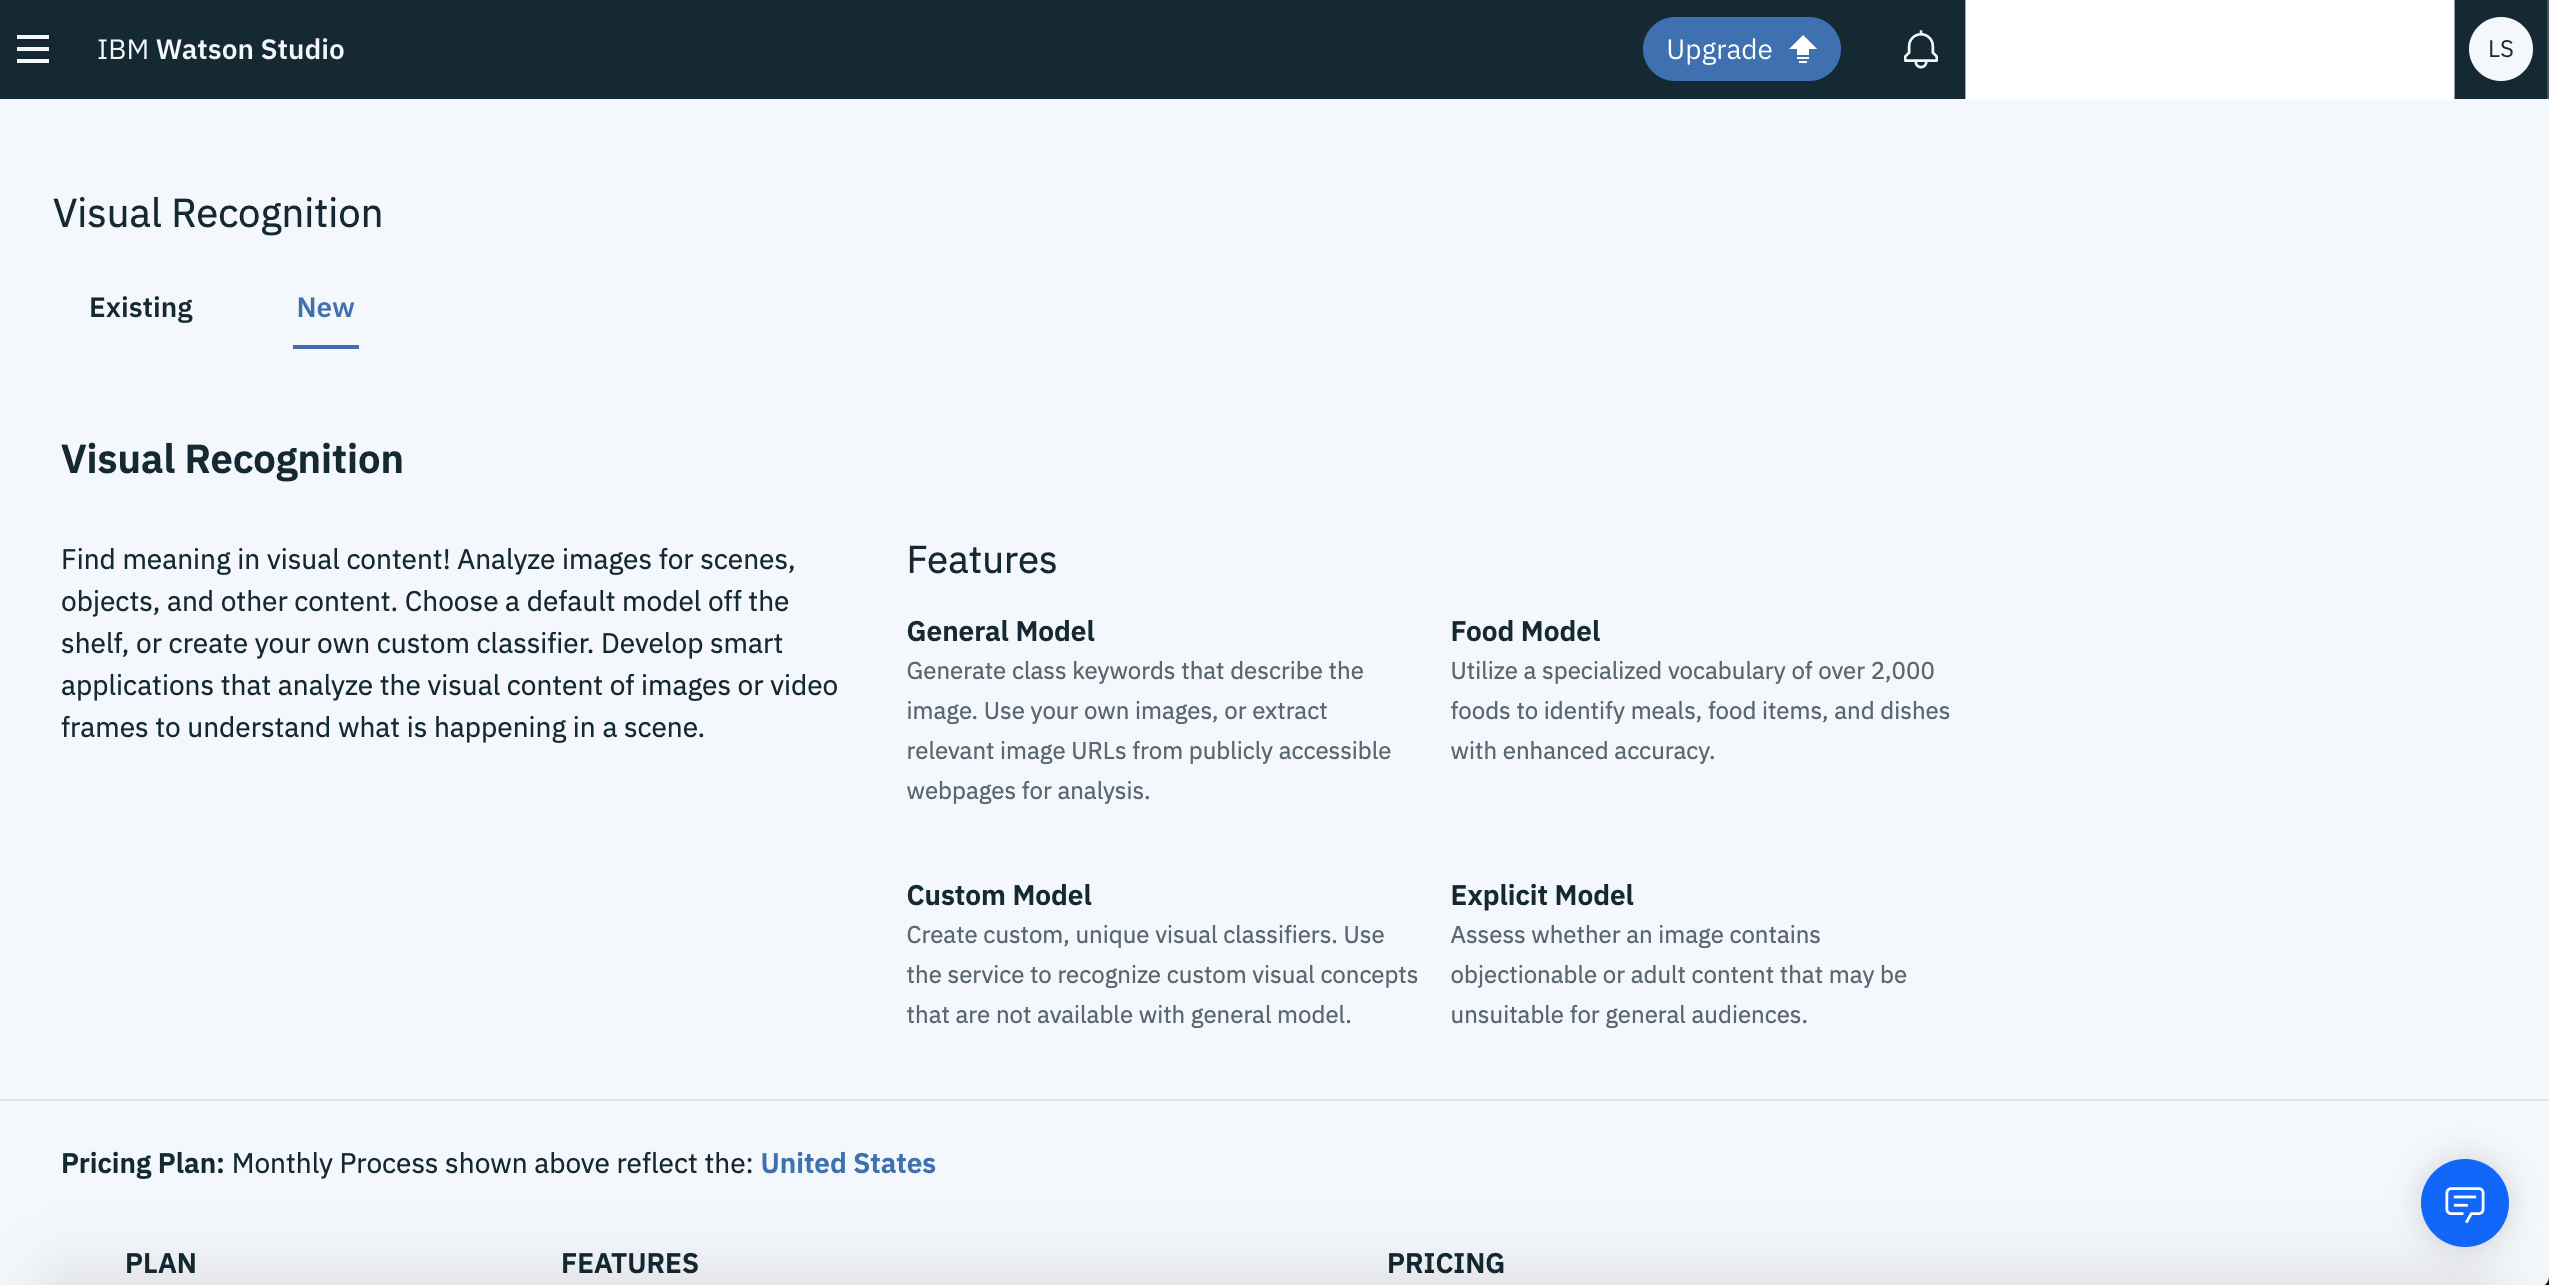 IBM Watson Studio
Upgrade
LS
Visual Recognition
Existing
New
Visual Recognition
Find meaning in visual content! Analyze images for scenes,
objects, and other content. Choose a default model off the
shelf, or create your own custom classifier. Develop smart
applications that analyze the visual content of images or video
frames to understand what is happening in a scene.
Features
General Model
Generate class keywords that describe the
image. Use your own images, or extract
relevant image URLs from publicly accessible
webpages for analysis.
Food Model
Utilize a specialized vocabulary of over 2,000
foods to identify meals, food items, and dishes
with enhanced accuracy.
Custom Model
Create custom, unique visual classifiers. Use
the service to recognize custom visual concepts
that are not available with general model.
Explicit Model
Assess whether an image contains
objectionable or adult content that may be
unsuitable for general audiences.
Pricing Plan: Monthly Process shown above reflect the: United States
PLAN
FEATURES
PRICING